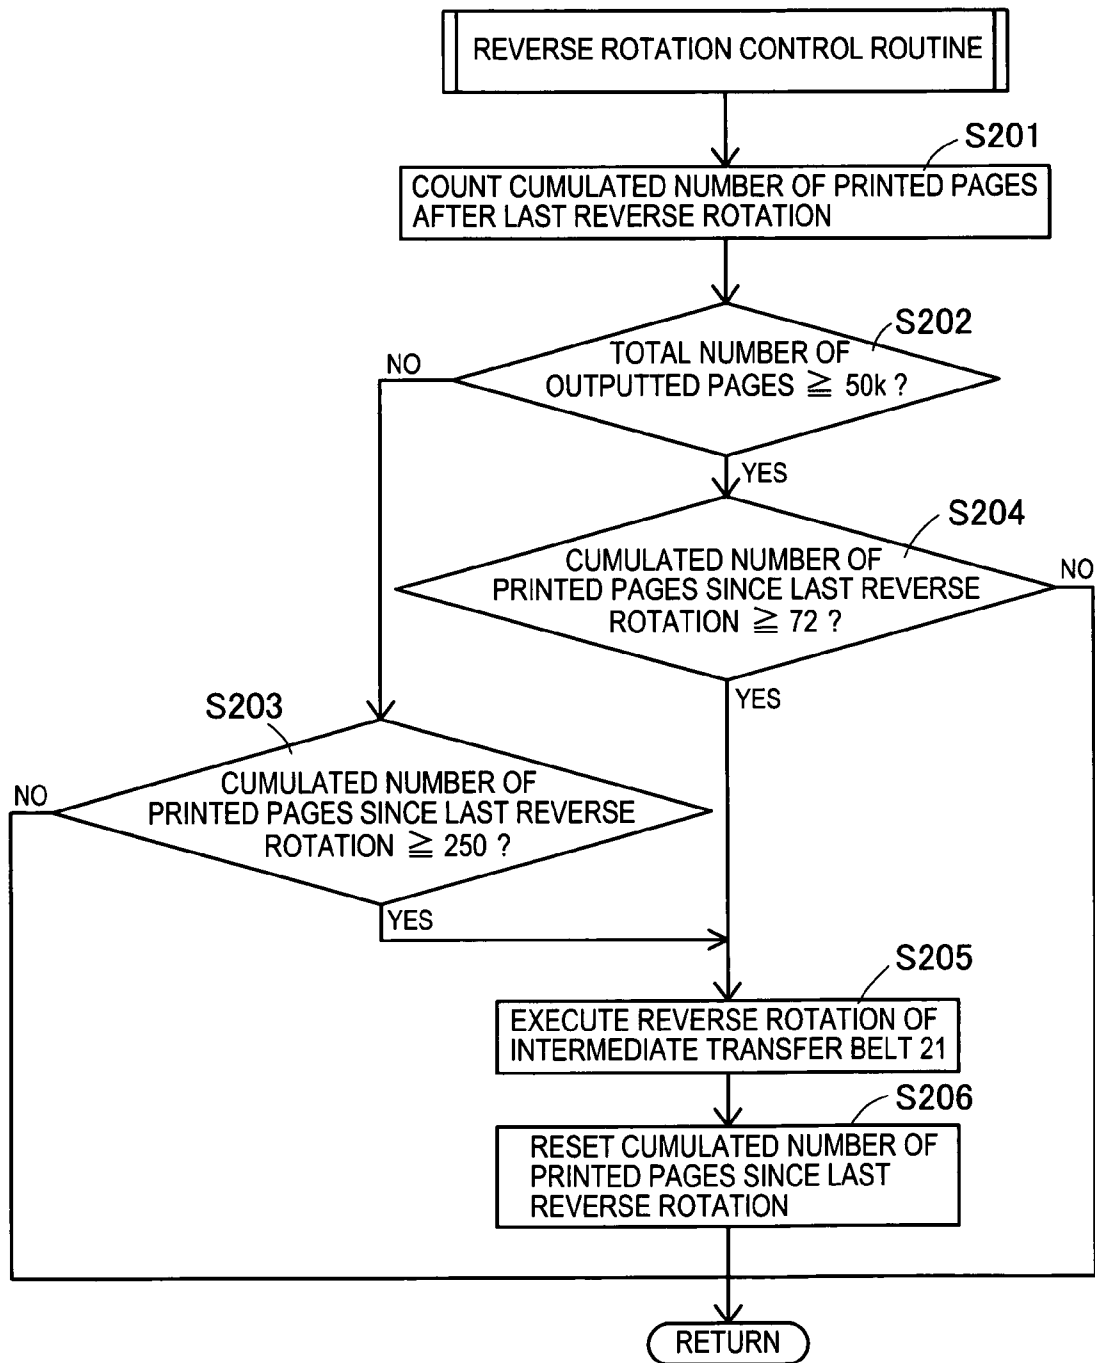 REVERSE ROTATION CONTROL ROUTINE
S201
COUNT CUMULATED NUMBER OF PRINTED PAGES
AFTER LAST REVERSE ROTATION
S202
TOTAL NUMBER OF
OUTPUTTED PAGES ≧ 50k ?
NO
YES
S204
CUMULATED NUMBER OF
PRINTED PAGES SINCE LAST REVERSE
ROTATION ≧ 72 ?
NO
YES
S203
CUMULATED NUMBER OF
PRINTED PAGES SINCE LAST REVERSE
ROTATION ≧ 250 ?
NO
YES
S205
EXECUTE REVERSE ROTATION OF
INTERMEDIATE TRANSFER BELT 21
S206
RESET CUMULATED NUMBER OF
PRINTED PAGES SINCE LAST
REVERSE ROTATION
RETURN